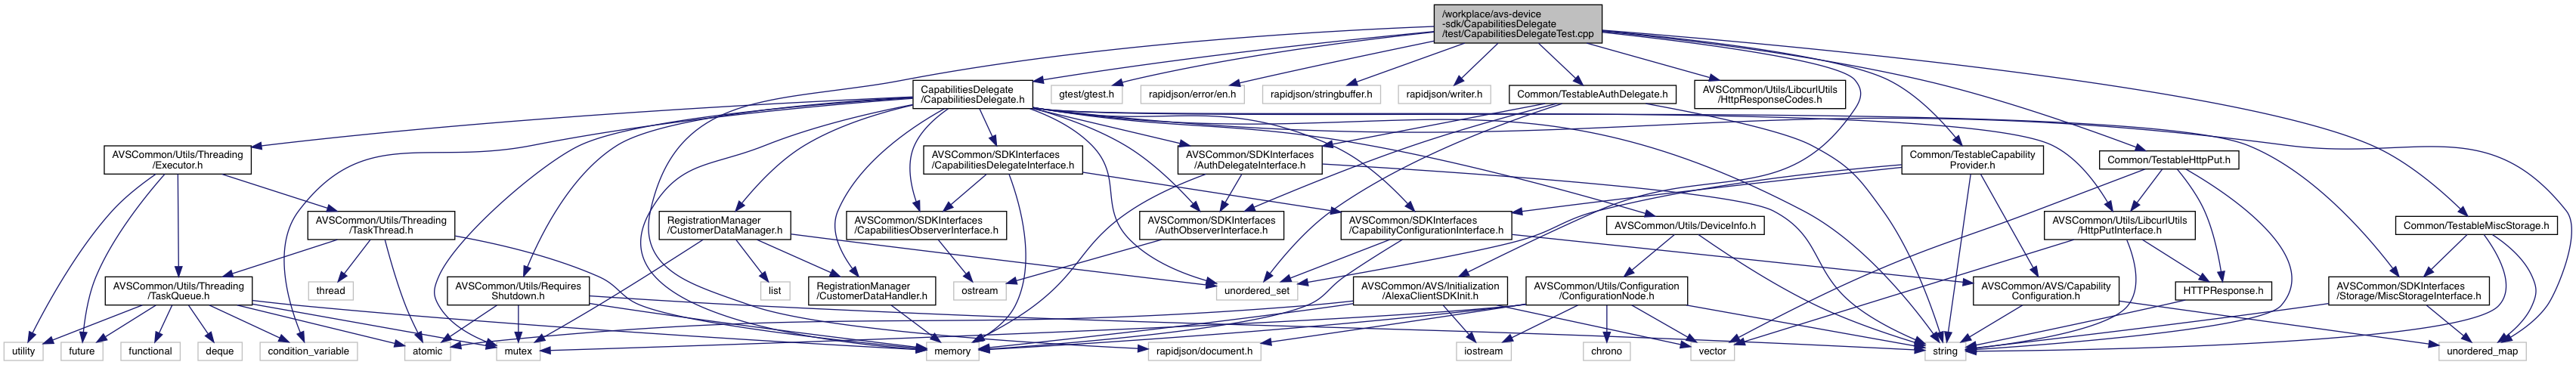 /workplace/avs-device
-sdk/CapabilitiesDelegate
/test/CapabilitiesDelegateTest.cpp
CapabilitiesDelegate
/CapabilitiesDelegate.h
gtest/gtest.h
rapidjson/error/en.h
rapidjson/stringbuffer.h
rapidjson/writer.h
Common/TestableAuthDelegate.h
AVSCommon/Utils/LibcurlUtils
/HttpResponseCodes.h
AVSCommon/Utils/Threading
/Executor.h
AVSCommon/SDKInterfaces
/CapabilitiesDelegateInterface.h
AVSCommon/SDKInterfaces
/AuthDelegateInterface.h
Common/TestableCapability
Provider.h
Common/TestableHttpPut.h
AVSCommon/Utils/Threading
/TaskThread.h
RegistrationManager
/CustomerDataManager.h
AVSCommon/SDKInterfaces
/CapabilitiesObserverInterface.h
AVSCommon/SDKInterfaces
/AuthObserverInterface.h
AVSCommon/SDKInterfaces
/CapabilityConfigurationInterface.h
AVSCommon/Utils/DeviceInfo.h
AVSCommon/Utils/LibcurlUtils
/HttpPutInterface.h
Common/TestableMiscStorage.h
AVSCommon/Utils/Threading
/TaskQueue.h
thread
AVSCommon/Utils/Requires
Shutdown.h
list
RegistrationManager
/CustomerDataHandler.h
ostream
unordered_set
AVSCommon/AVS/Initialization
/AlexaClientSDKInit.h
AVSCommon/Utils/Configuration
/ConfigurationNode.h
AVSCommon/AVS/Capability
Configuration.h
HTTPResponse.h
AVSCommon/SDKInterfaces
/Storage/MiscStorageInterface.h
utility
future
functional
deque
condition_variable
atomic
mutex
memory
rapidjson/document.h
iostream
chrono
vector
string
unordered_map